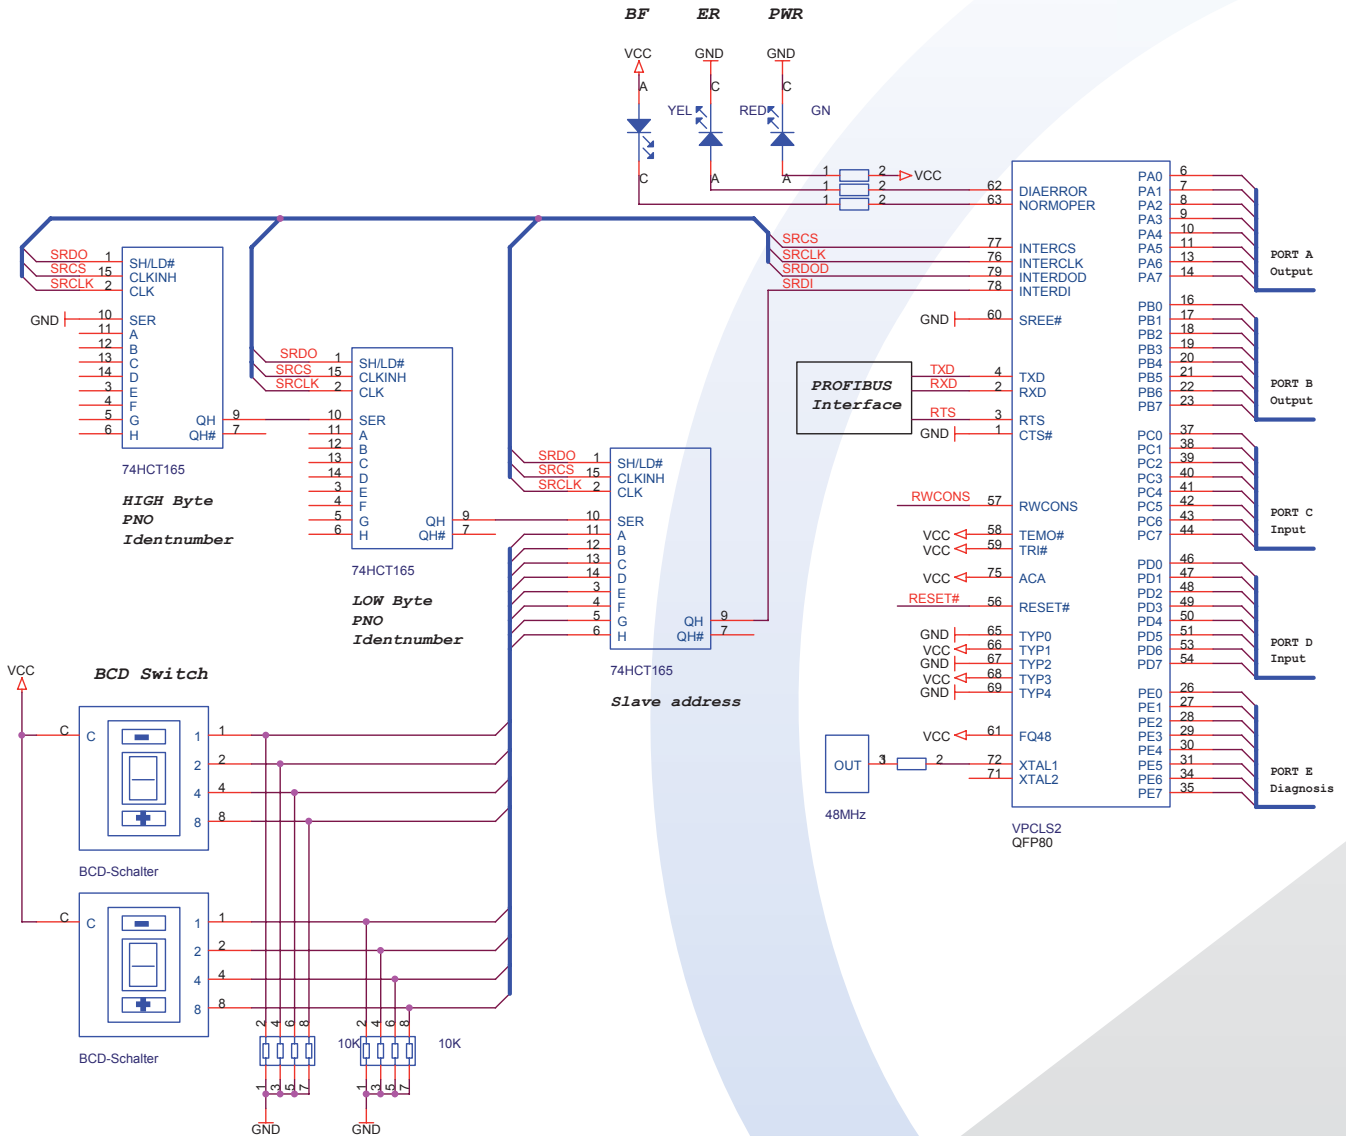 BF ER PWR
VCC GND GND
A C C
YEL RED GN
C A A
1 2 VCC
1 2
1 2
62 DIAERROR
63 NORMOPER
SRCS 77 INTERCS
SRCLK 76 INTERCLK
SRDOD 79 INTERDOD
SRDI 78 INTERDI
GND 60 SREE#
PROFIBUS
Interface
TXD 4 TXD
RXD 2 RXD
RTS 3 RTS
GND 1 CTS#
RWCONS 57 RWCONS
VCC 58 TEMO#
VCC 59 TRI#
VCC 75 ACA
RESET# 56 RESET#
GND 65 TYP0
VCC 66 TYP1
GND 67 TYP2
VCC 68 TYP3
GND 69 TYP4
VCC 61 FQ48
OUT 3 1 2 72 XTAL1
71 XTAL2
48MHz
VPCLS2
QFP80
PA0 6
PA1 7
PA2 8
PA3 9
PA4 10
PA5 11
PA6 13
PA7 14
PORT A
Output
PB0 16
PB1 17
PB2 18
PB3 19
PB4 20
PB5 21
PB6 22
PB7 23
PORT B
Output
PC0 37
PC1 38
PC2 39
PC3 40
PC4 41
PC5 42
PC6 43
PC7 44
PORT C
Input
PD0 46
PD1 47
PD2 48
PD3 49
PD4 50
PD5 51
PD6 53
PD7 54
PORT D
Input
PE0 26
PE1 27
PE2 28
PE3 29
PE4 30
PE5 31
PE6 34
PE7 35
PORT E
Diagnosis
SRDO 1 SH/LD#
SRCS 15 CLKINH
SRCLK 2 CLK
GND 10 SER
11 A
12 B
13 C
14 D
3 E
4 F
5 G QH 9
6 H QH# 7
74HCT165
HIGH Byte
PNO
Identnumber
SRDO 1 SH/LD#
SRCS 15 CLKINH
SRCLK 2 CLK
10 SER
11 A
12 B
13 C
14 D
3 E
4 F
5 G QH 9
6 H QH# 7
74HCT165
LOW Byte
PNO
Identnumber
SRDO 1 SH/LD#
SRCS 15 CLKINH
SRCLK 2 CLK
10 SER
11 A
12 B
13 C
14 D
3 E
4 F
5 G QH 9
6 H QH# 7
74HCT165
Slave address
VCC
BCD Switch
C C 1 1
2 2
4 4
8 8
BCD-Schalter
C C 1 1
2 2
4 4
8 8
BCD-Schalter
2 4 6 8 10K
1 3 5 7
GND
2 4 6 8 10K
1 3 5 7
GND